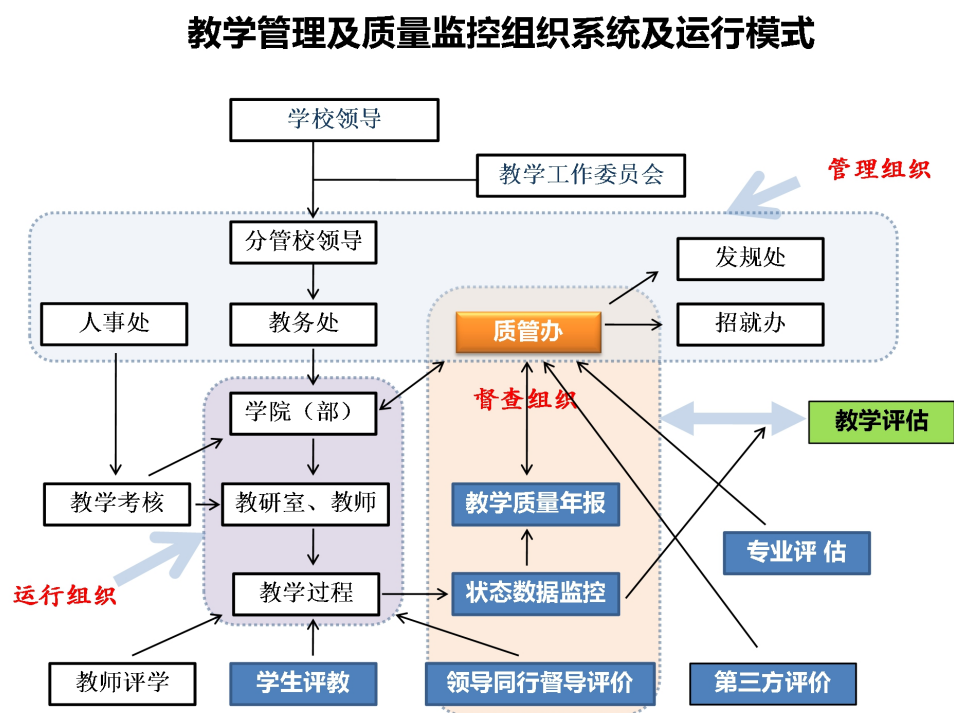 教学管理及质量监控组织系统及运行模式
学校领导
教学工作委员会
管理组织
分管校领导
发规处
人事处
教务处
质管办
招就办
督查组织
学院（部）
教学评估
教学考核
教研室、教师
教学质量年报
专业评 估
运行组织
教学过程
状态数据监控
教师评学
学生评教
领导同行督导评价
第三方评价